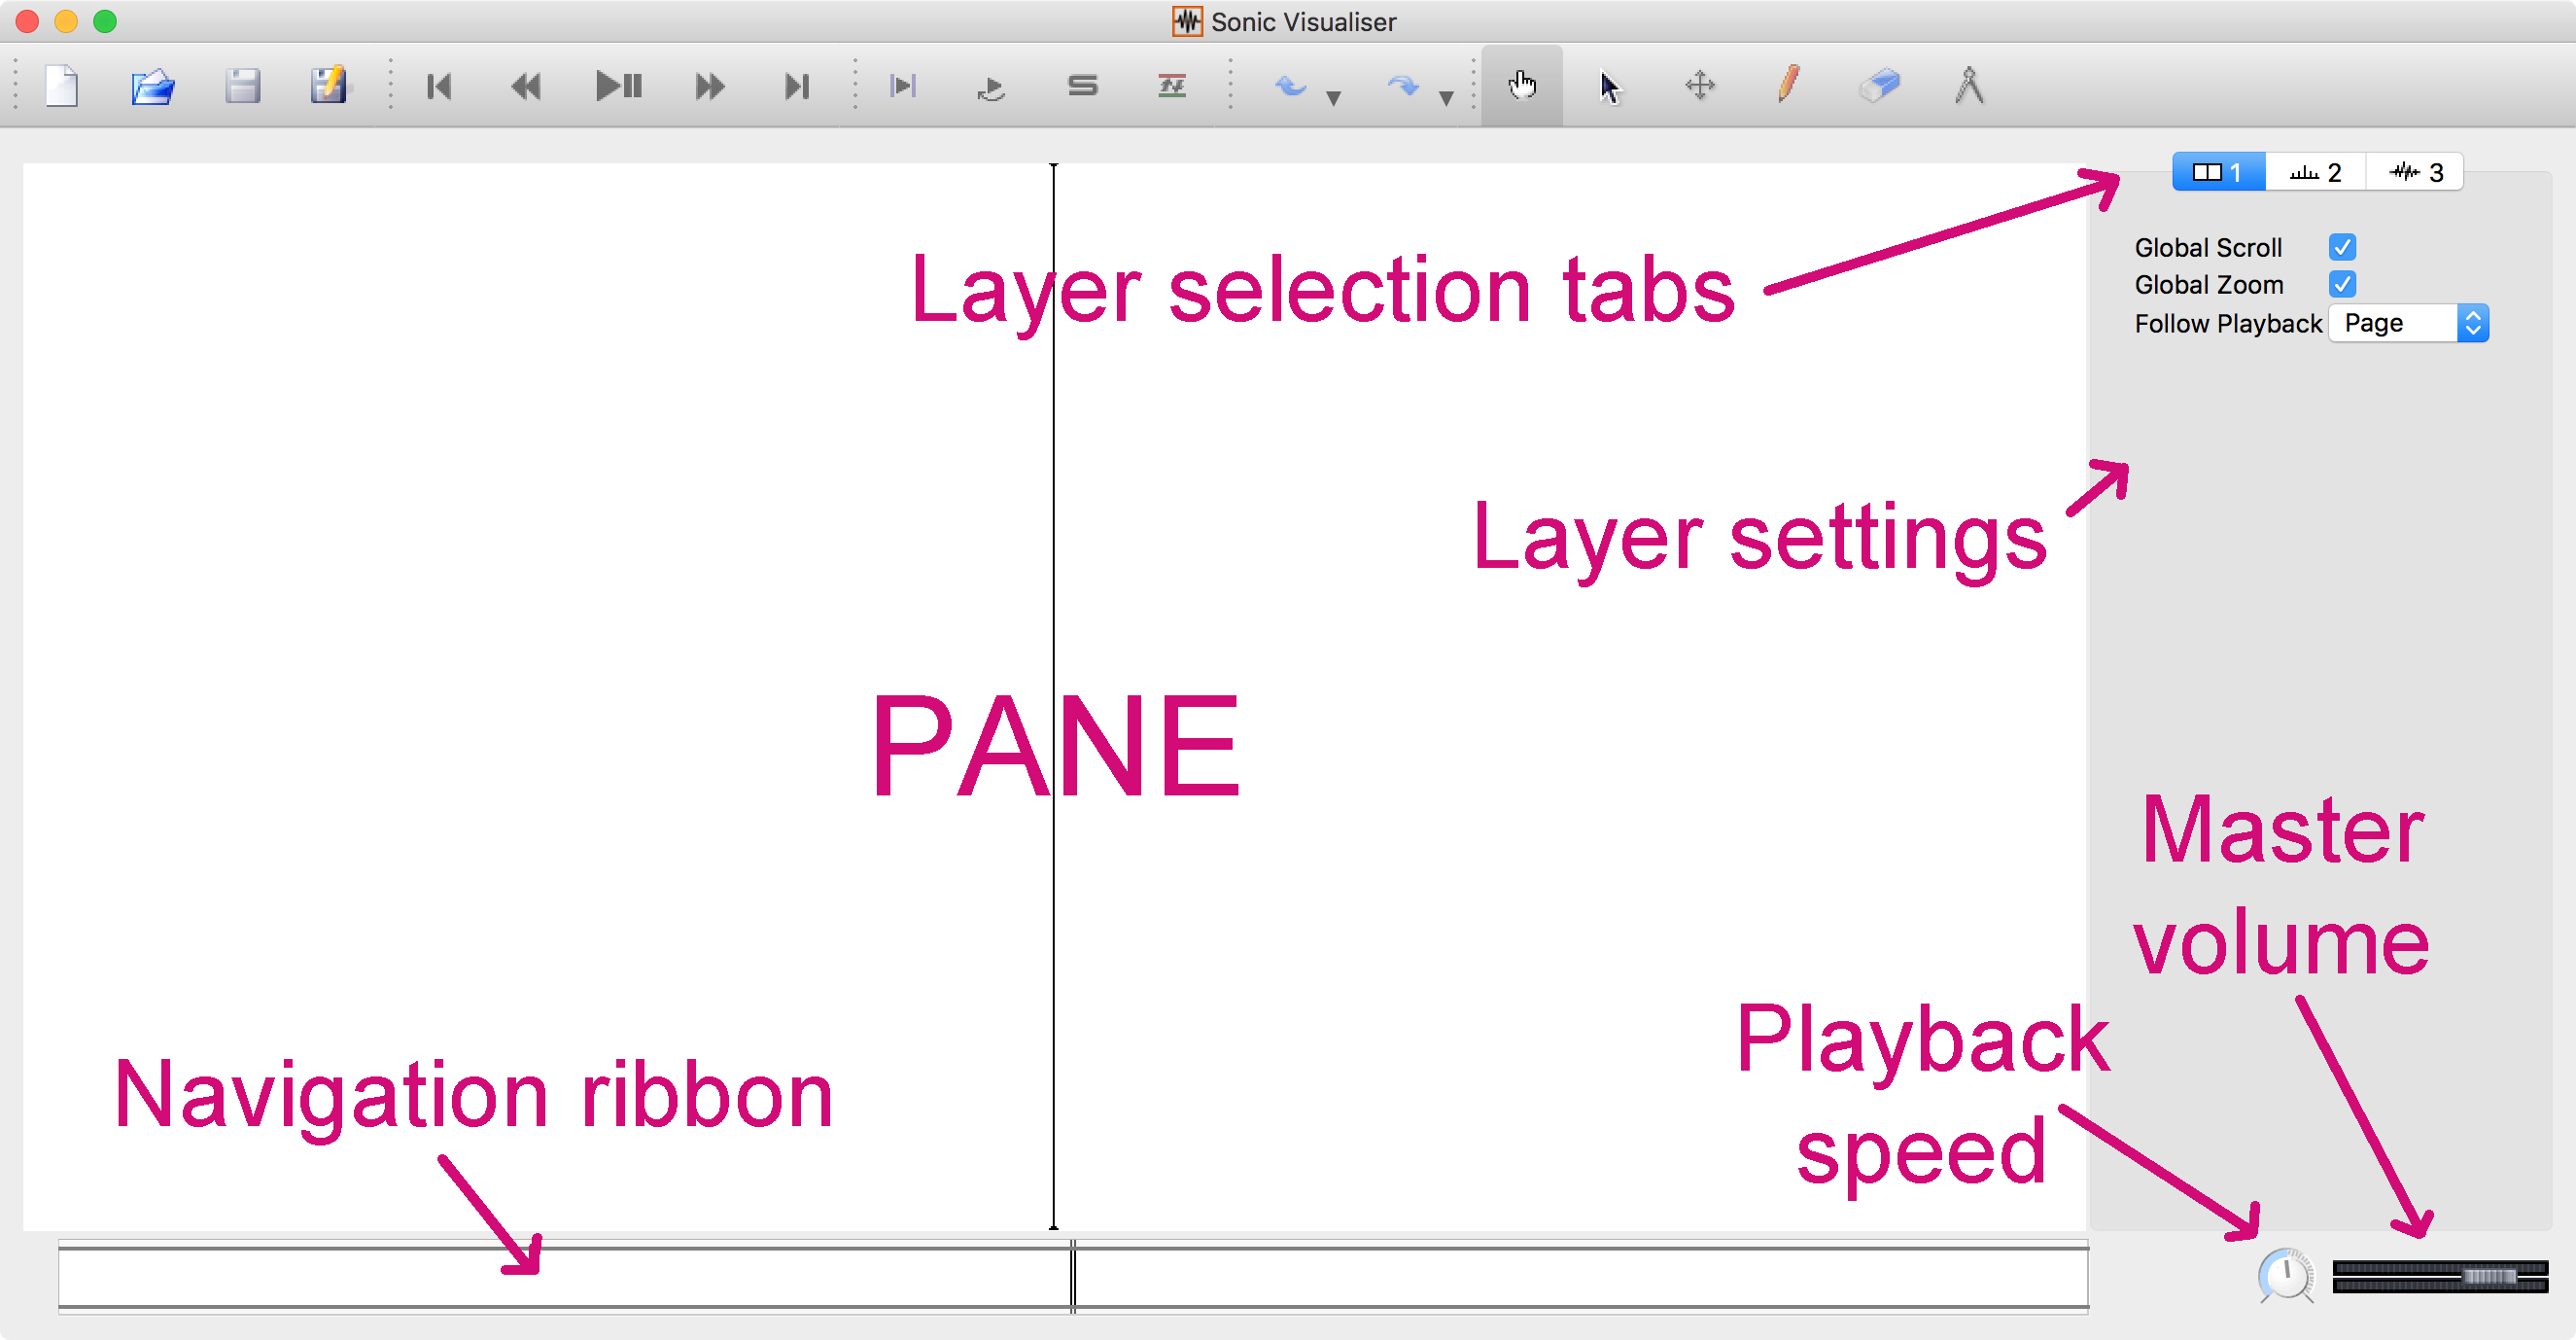 Sonic Visualiser
1 2 3
Global Scroll
Global Zoom
Follow Playback Page
Layer selection tabs
Layer settings
PANE
Master
volume
Playback
speed
Navigation ribbon